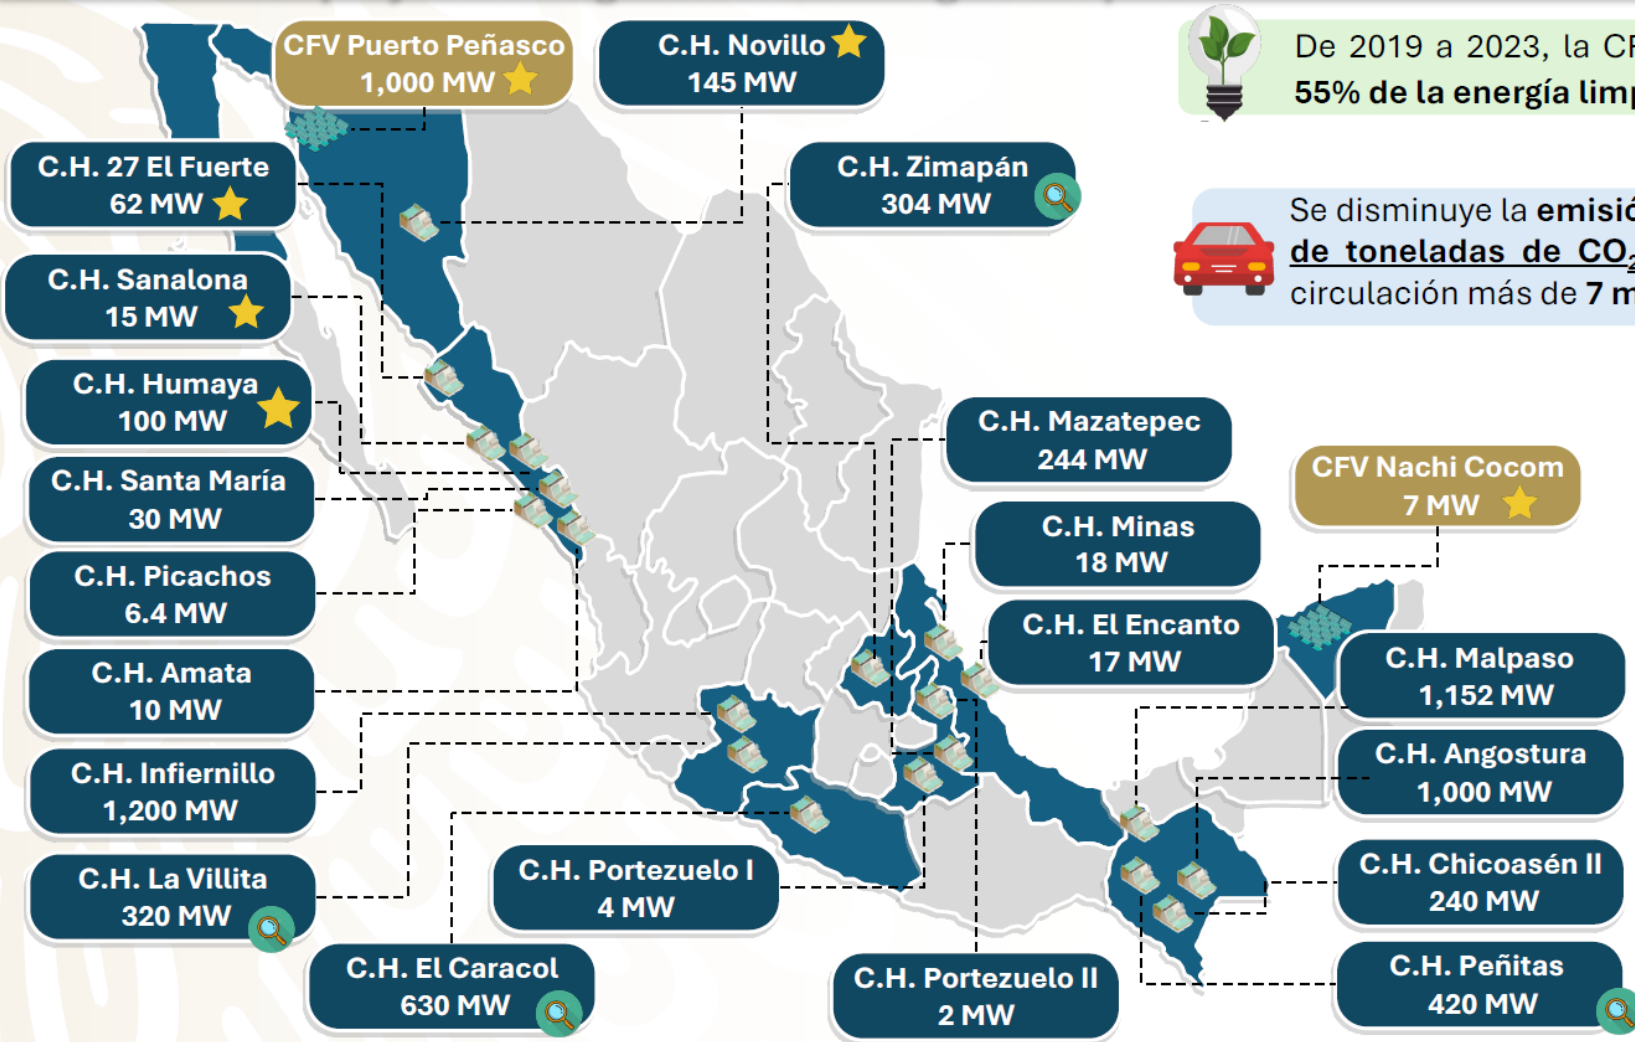 CFV Puerto Peñasco
1,000 MW
C.H. Novillo
145 MW
De 2019 a 2023, la
55% de la energía
C.H. 27 El Fuerte
62 MW
C.H. Zimapán
304 MW
Se disminuye la
de toneladas de CO₂
circulación más de 7
C.H. Sanalona
15 MW
C.H. Humaya
100 MW
C.H. Mazatepec
244 MW
C.H. Santa María
30 MW
CFV Nachi Cocom
7 MW
C.H. Minas
18 MW
C.H. Picachos
6.4 MW
C.H. El Encanto
17 MW
C.H. Amata
10 MW
C.H. Malpaso
1,152 MW
C.H. Infiernillo
1,200 MW
C.H. Angostura
1,000 MW
C.H. La Villita
320 MW
C.H. Portezuelo I
4 MW
C.H. Chicoasén II
240 MW
C.H. El Caracol
630 MW
C.H. Portezuelo II
2 MW
C.H. Peñitas
420 MW